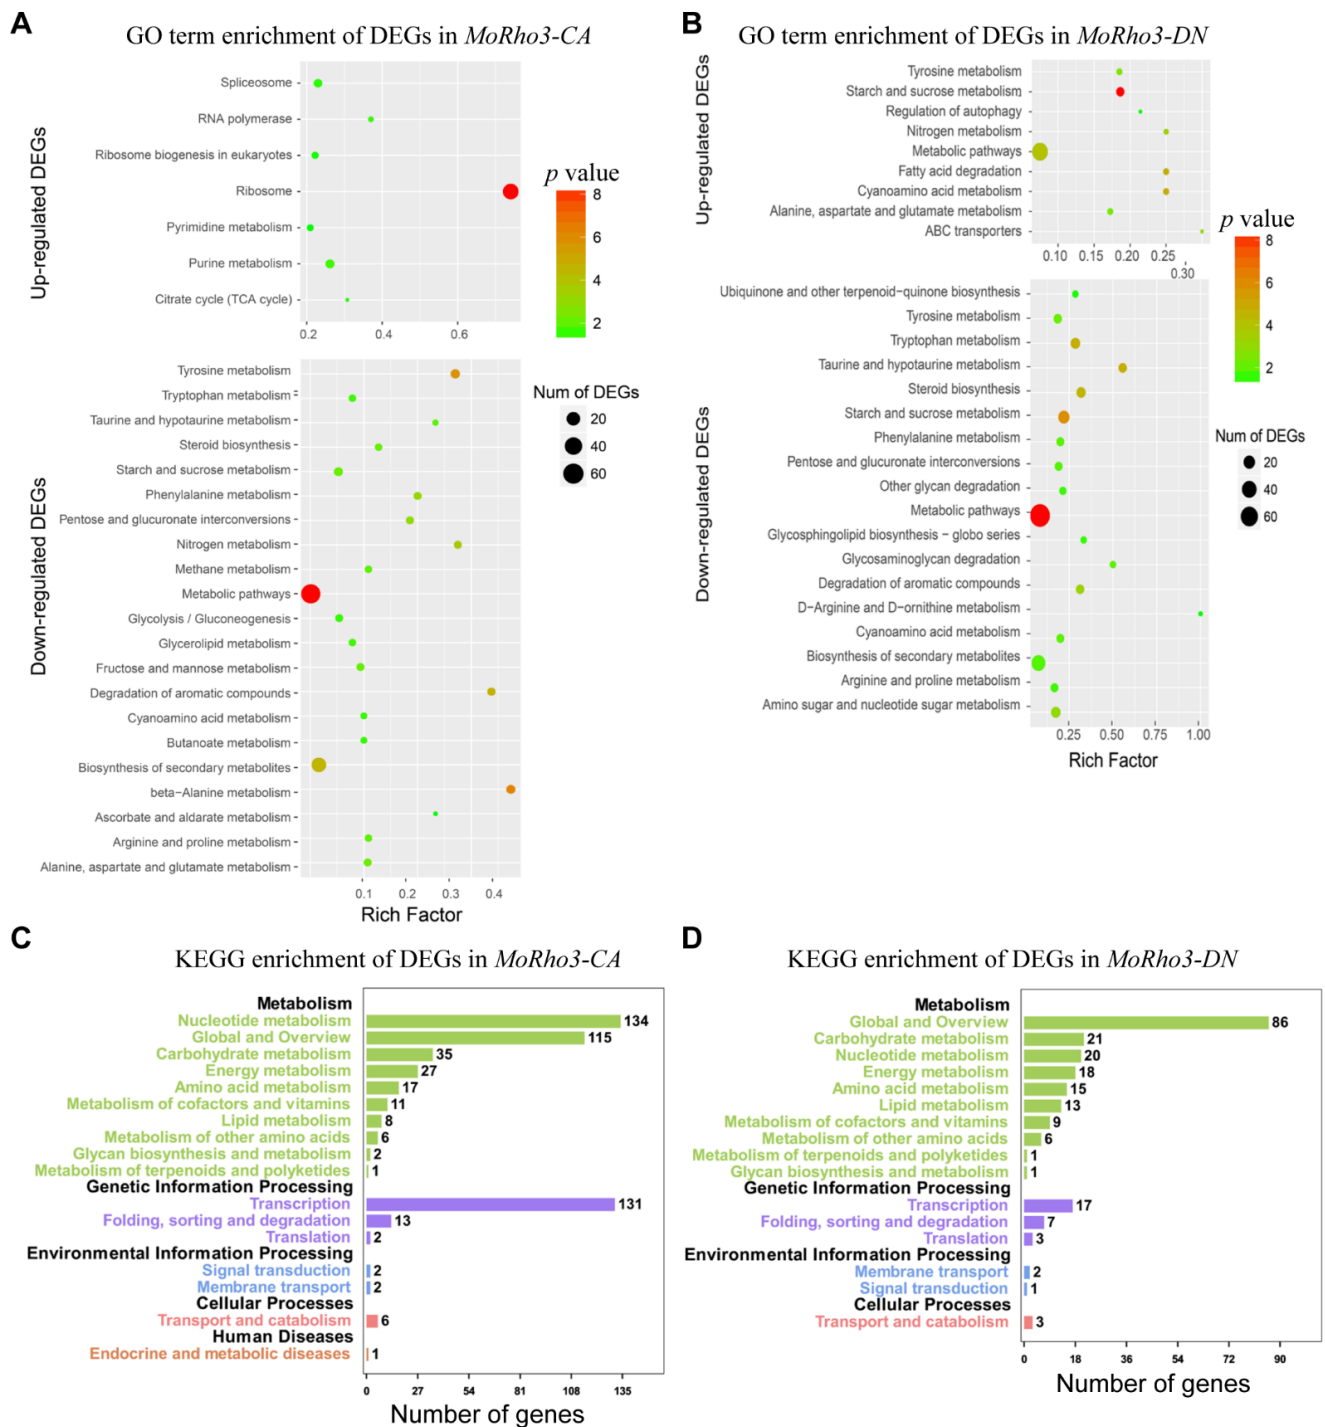 A
GO term enrichment of DEGs in MoRho3-CA
Up-regulated DEGs
Spliceosome
RNA polymerase
Ribosome biogenesis in eukaryotes
Ribosome
Pyrimidine metabolism
Purine metabolism
Citrate cycle (TCA cycle)
0.2 0.4 0.6
p value
8
6
4
2
Down-regulated DEGs
Tyrosine metabolism
Tryptophan metabolism
Taurine and hypotaurine metabolism
Steroid biosynthesis
Starch and sucrose metabolism
Phenylalanine metabolism
Pentose and glucuronate interconversions
Nitrogen metabolism
Methane metabolism
Metabolic pathways
Glycolysis / Gluconeogenesis
Glycerolipid metabolism
Fructose and mannose metabolism
Degradation of aromatic compounds
Cyanoamino acid metabolism
Butanoate metabolism
Biosynthesis of secondary metabolites
beta−Alanine metabolism
Ascorbate and aldarate metabolism
Arginine and proline metabolism
Alanine, aspartate and glutamate metabolism
0.1 0.2 0.3 0.4
Rich Factor
Num of DEGs
20
40
60
B
GO term enrichment of DEGs in MoRho3-DN
Up-regulated DEGs
Tyrosine metabolism
Starch and sucrose metabolism
Regulation of autophagy
Nitrogen metabolism
Metabolic pathways
Fatty acid degradation
Cyanoamino acid metabolism
Alanine, aspartate and glutamate metabolism
ABC transporters
0.10 0.15 0.20 0.25
0.30
p value
8
6
4
2
Down-regulated DEGs
Ubiquinone and other terpenoid−quinone biosynthesis
Tyrosine metabolism
Tryptophan metabolism
Taurine and hypotaurine metabolism
Steroid biosynthesis
Starch and sucrose metabolism
Phenylalanine metabolism
Pentose and glucuronate interconversions
Other glycan degradation
Metabolic pathways
Glycosphingolipid biosynthesis − globo series
Glycosaminoglycan degradation
Degradation of aromatic compounds
D−Arginine and D−ornithine metabolism
Cyanoamino acid metabolism
Biosynthesis of secondary metabolites
Arginine and proline metabolism
Amino sugar and nucleotide sugar metabolism
0.25 0.50 0.75 1.00
Rich Factor
Num of DEGs
20
40
60
C
KEGG enrichment of DEGs in MoRho3-CA
Metabolism
Nucleotide metabolism 134
Global and Overview 115
Carbohydrate metabolism 35
Energy metabolism 27
Amino acid metabolism 17
Metabolism of cofactors and vitamins 11
Lipid metabolism 8
Metabolism of other amino acids 6
Glycan biosynthesis and metabolism 2
Metabolism of terpenoids and polyketides 1
Genetic Information Processing
Transcription 131
Folding, sorting and degradation 13
Translation 2
Environmental Information Processing
Signal transduction 2
Membrane transport 2
Cellular Processes
Transport and catabolism 6
Human Diseases
Endocrine and metabolic diseases 1
0 27 54 81 108 135
Number of genes
D
KEGG enrichment of DEGs in MoRho3-DN
Metabolism
Global and Overview 86
Carbohydrate metabolism 21
Nucleotide metabolism 20
Energy metabolism 18
Amino acid metabolism 15
Lipid metabolism 13
Metabolism of cofactors and vitamins 9
Metabolism of other amino acids 6
Metabolism of terpenoids and polyketides 1
Glycan biosynthesis and metabolism 1
Genetic Information Processing
Transcription 17
Folding, sorting and degradation 7
Translation 3
Environmental Information Processing
Membrane transport 2
Signal transduction 1
Cellular Processes
Transport and catabolism 3
0 18 36 54 72 90
Number of genes